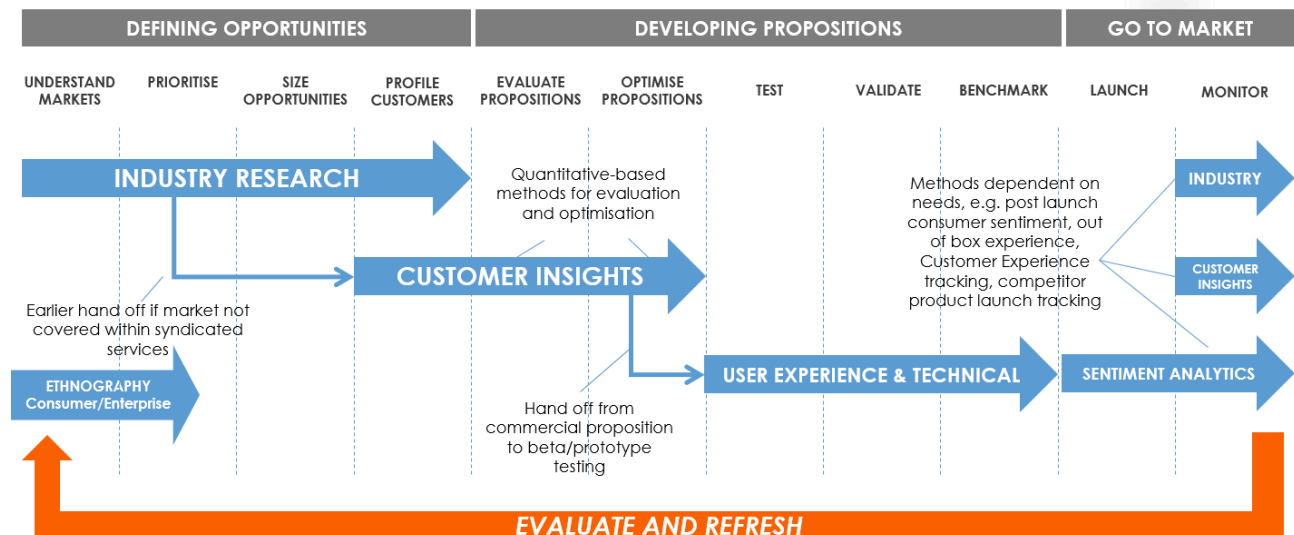 DEFINING OPPORTUNITIES
DEVELOPING PROPOSITIONS
GO TO MARKET
UNDERSTAND
MARKETS
PRIORITISE
SIZE
OPPORTUNITIES
PROFILE
CUSTOMERS
EVALUATE
PROPOSITIONS
OPTIMISE
PROPOSITIONS
TEST
VALIDATE
BENCHMARK
LAUNCH
MONITOR
INDUSTRY RESEARCH
Quantitative-based
methods for evaluation
and optimisation
Methods dependent on
needs, e.g. post launch
consumer sentiment, out
of box experience,
Customer Experience
tracking, competitor
product launch tracking
INDUSTRY
CUSTOMER INSIGHTS
CUSTOMER
INSIGHTS
Earlier hand off if market not
covered within syndicated
services
ETHNOGRAPHY
Consumer/Enterprise
USER EXPERIENCE & TECHNICAL
SENTIMENT ANALYTICS
Hand off from
commercial proposition
to beta/prototype
testing
EVALUATE AND REFRESH